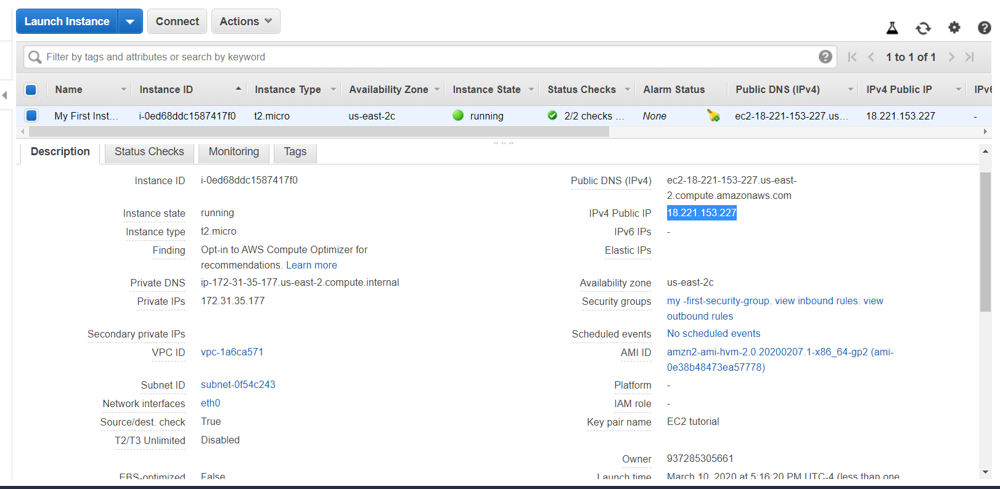 Launch Instance Connect Actions
Filter by tags and attributes or search by keyword 1 to 1 of 1
Name Instance ID Instance Type Availability Zone Instance State Status Checks Alarm Status Public DNS (IPv4) IPv4 Public IP IPv6
My First Inst... i-0ed68ddc1587417f0 t2.micro us-east-2c running 2/2 checks ... None ec2-18-221-153-227.us... 18.221.153.227 -
Description Status Checks Monitoring Tags
Instance ID i-0ed68ddc1587417f0
Instance state running
Instance type t2.micro
Finding Opt-in to AWS Compute Optimizer for
recommendations. Learn more
Private DNS ip-172-31-35-177.us-east-2.compute.internal
Private IPs 172.31.35.177
Secondary private IPs
VPC ID vpc-1a6ca571
Subnet ID subnet-0f54c243
Network interfaces eth0
Source/dest. check True
T2/T3 Unlimited Disabled
EBS-optimized False
Public DNS (IPv4) ec2-18-221-153-227.us-east-
2.compute.amazonaws.com
IPv4 Public IP 18.221.153.227
IPv6 IPs -
Elastic IPs
Availability zone us-east-2c
Security groups my -first-security-group. view inbound rules. view
outbound rules
Scheduled events No scheduled events
AMI ID amzn2-ami-hvm-2.0.20200207.1-x86_64-gp2 (ami-
0e38b48473ea57778)
Platform -
IAM role -
Key pair name EC2 tutorial
Owner 937285305661
Launch time March 10, 2020 at 5:16:20 PM UTC-4 (less than one